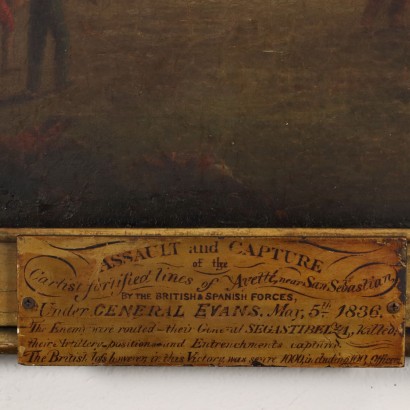 ASSAULT and CAPTURE
of the
Carlist fortified lines of Ayette, near San Sebastian,
BY THE BRITISH & SPANISH FORCES,
Under GENERAL EVANS. May, 5th 1836.
The Enemy were routed - their General SEGASTIBELZA, Killed,
their Artillery, positions and Entrenchments captured
The British loss however in this Victory was some 1000 including 100 Officers